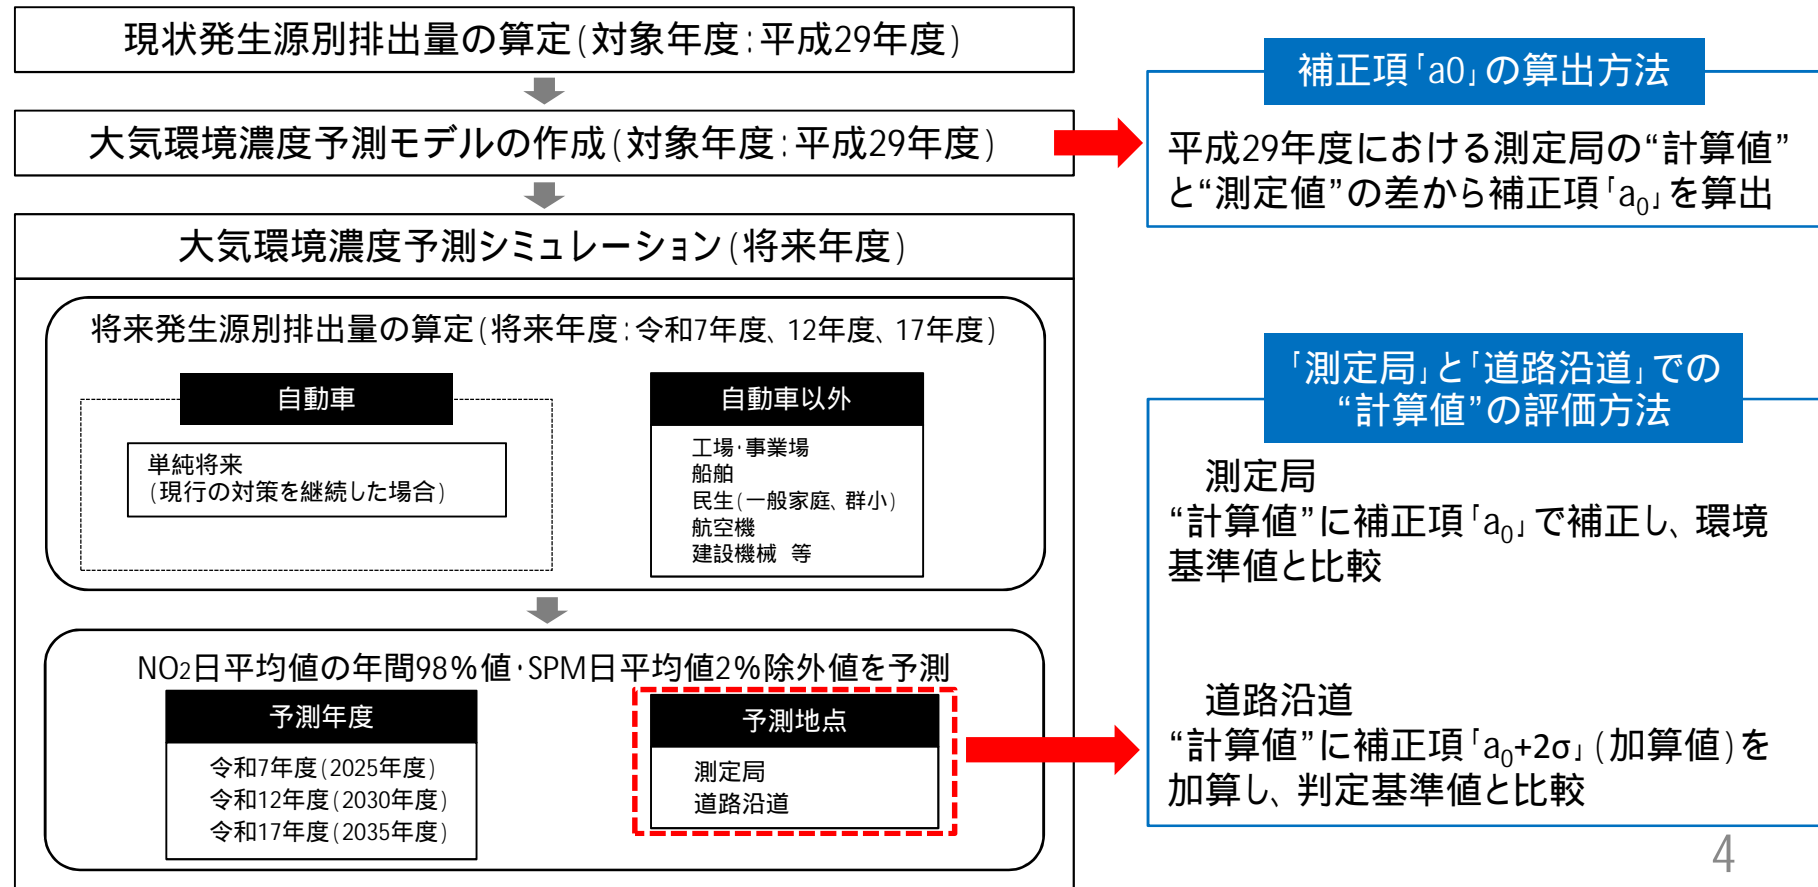 現状発生源別排出量の算定(対象年度:平成29年度)
大気環境濃度予測モデルの作成(対象年度:平成29年度)
大気環境濃度予測シミュレーション(将来年度)
将来発生源別排出量の算定(将来年度:令和7年度、12年度、17年度)
自動車
単純将来
(現行の対策を継続した場合)
自動車以外
工場・事業場
船舶
民生(一般家庭、群小)
航空機
建設機械 等
NO2日平均値の年間98%値・SPM日平均値2%除外値を予測
予測年度
令和7年度(2025年度)
令和12年度(2030年度)
令和17年度(2035年度)
予測地点
測定局
道路沿道
補正項「a0」の算出方法
平成29年度における測定局の“計算値”
と“測定値”の差から補正項「a₀」を算出
「測定局」と「道路沿道」での
“計算値”の評価方法
測定局
“計算値”に補正項「a₀」で補正し、環境
基準値と比較
道路沿道
“計算値”に補正項「a₀+2σ」(加算値)を
加算し、判定基準値と比較
4